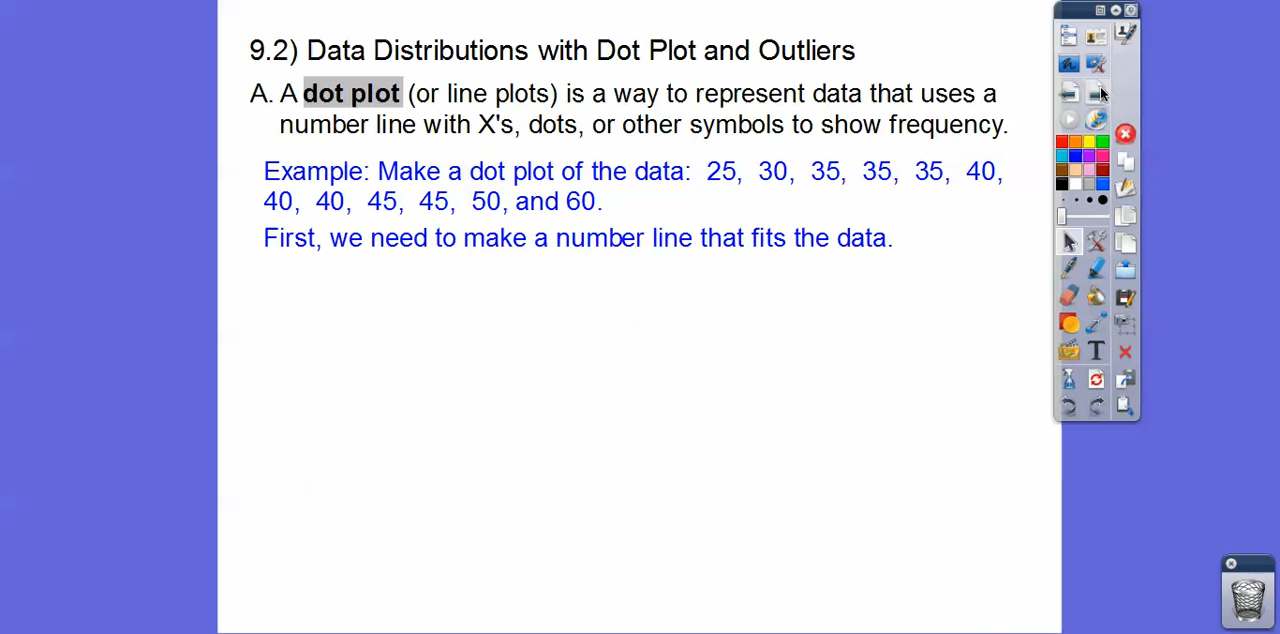 9.2) Data Distributions with Dot Plot and Outliers
A. A dot plot (or line plots) is a way to represent data that uses a
number line with X's, dots, or other symbols to show frequency.
Example: Make a dot plot of the data: 25, 30, 35, 35, 35, 40,
40, 40, 45, 45, 50, and 60.
First, we need to make a number line that fits the data.